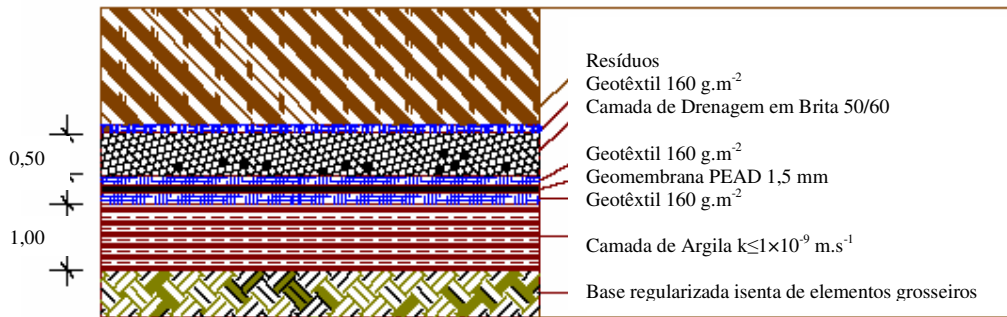 Resíduos
Geotêxtil 160 g.m⁻²
Camada de Drenagem em Brita 50/60
0,50
Geotêxtil 160 g.m⁻²
Geomembrana PEAD 1,5 mm
Geotêxtil 160 g.m⁻²
1,00
Camada de Argila k≤1×10⁻⁹ m.s⁻¹
Base regularizada isenta de elementos grosseiros